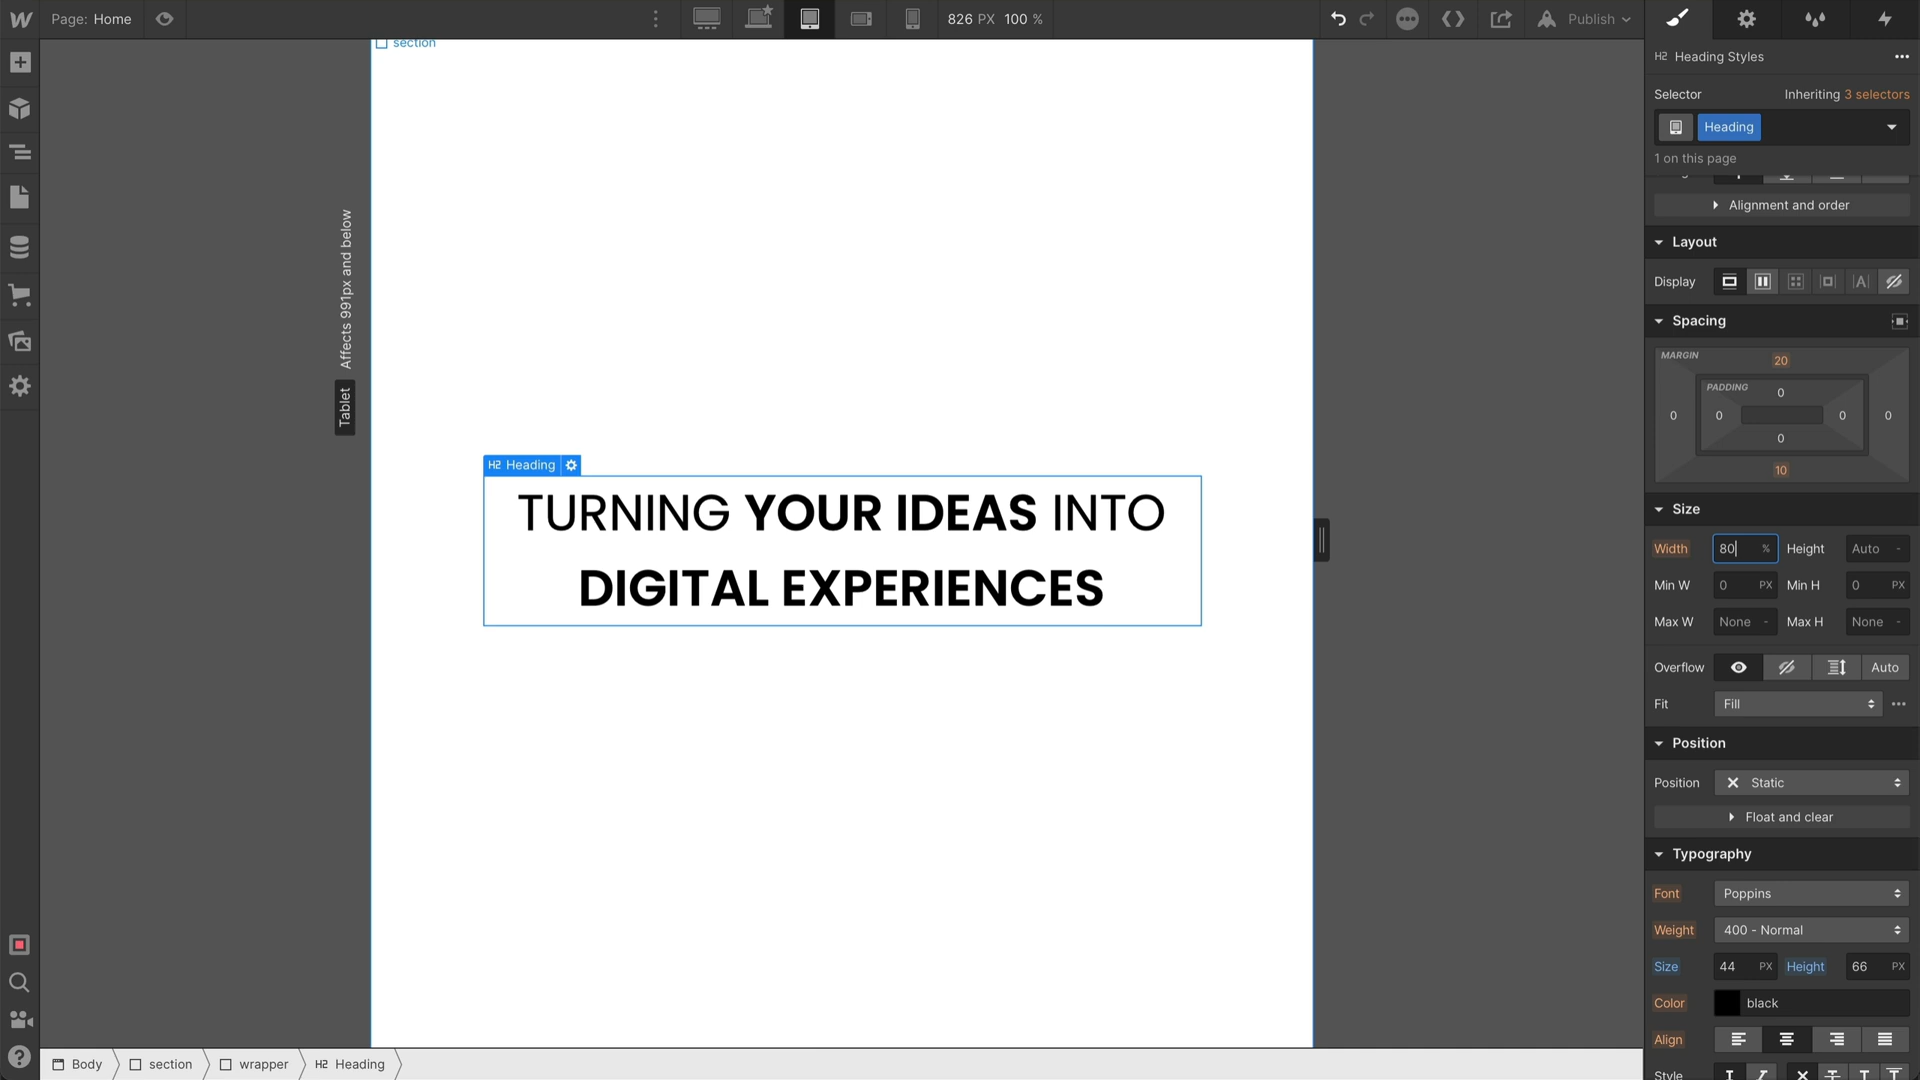 Page: Home
826 PX 100 %
Publish
section
Affects 991px and below
Tablet
H2 Heading
TURNING YOUR IDEAS INTO
DIGITAL EXPERIENCES
H2 Heading Styles
Selector Inheriting 3 selectors
Heading
1 on this page
Alignment and order
Layout
Display
Spacing
MARGIN
20
PADDING
0
0 0 0 0
0
10
Size
Width 80 % Height Auto -
Min W 0 PX Min H 0 PX
Max W None - Max H None -
Overflow Auto
Fit Fill
Position
Position Static
Float and clear
Typography
Font Poppins
Weight 400 - Normal
Size 44 PX Height 66 PX
Color black
Align
Style
Body section wrapper H2 Heading